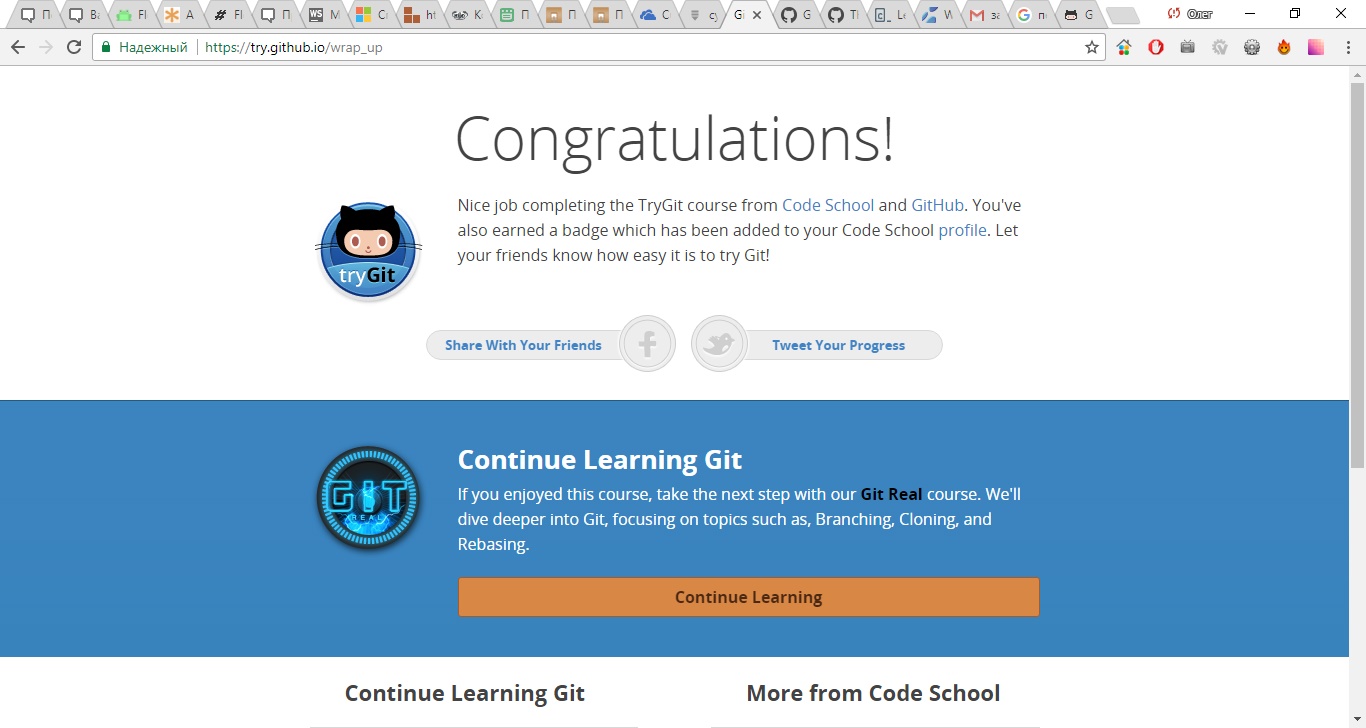 Олег
Надежный
https://try.github.io/wrap_up
Congratulations!
Nice job completing the TryGit course from Code School and GitHub. You've
also earned a badge which has been added to your Code School profile. Let
your friends know how easy it is to try Git!
tryGit
Share With Your Friends
Tweet Your Progress
Continue Learning Git
If you enjoyed this course, take the next step with our Git Real course. We'll
dive deeper into Git, focusing on topics such as, Branching, Cloning, and
Rebasing.
GIT
REAL
Continue Learning
Continue Learning Git
More from Code School